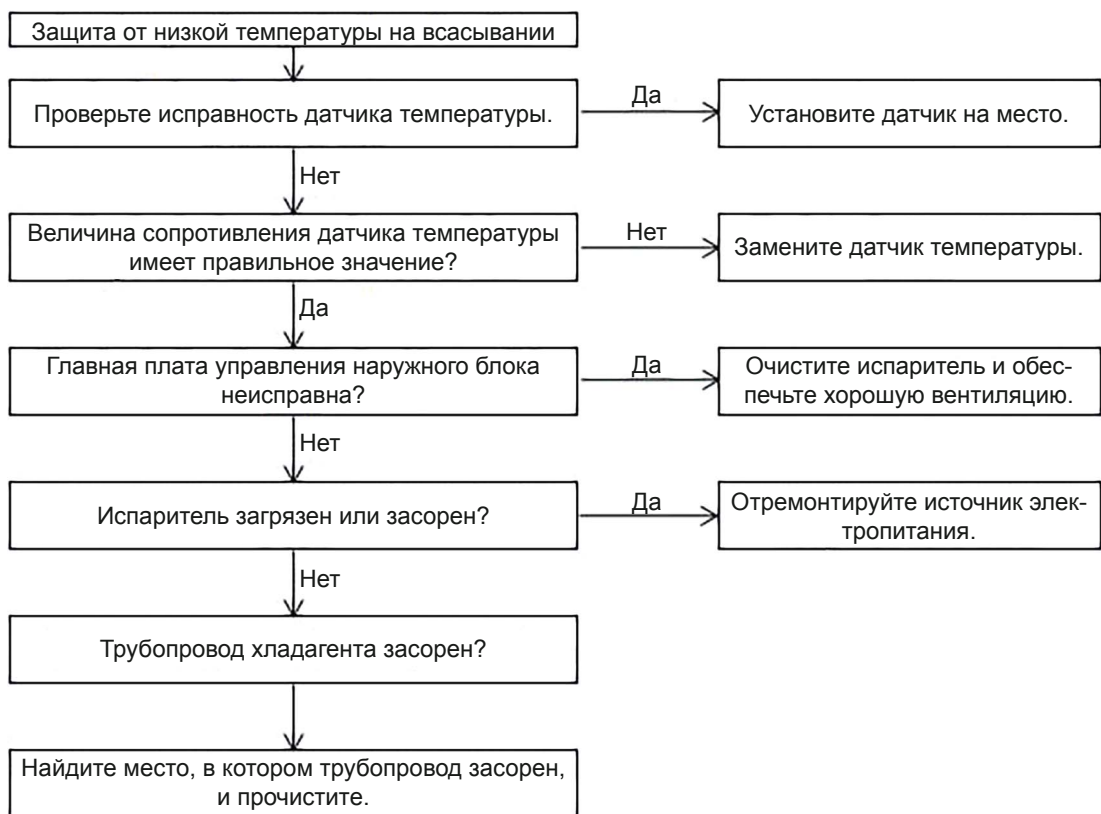 Защита от низкой температуры на всасывании
Проверьте исправность датчика температуры.
Да
Установите датчик на место.
Нет
Величина сопротивления датчика температуры
имеет правильное значение?
Нет
Замените датчик температуры.
Да
Главная плата управления наружного блока
неисправна?
Да
Очистите испаритель и обес-
печьте хорошую вентиляцию.
Нет
Испаритель загрязнен или засорен?
Да
Отремонтируйте источник элек-
тропитания.
Нет
Трубопровод хладагента засорен?
Найдите место, в котором трубопровод засорен,
и прочистите.